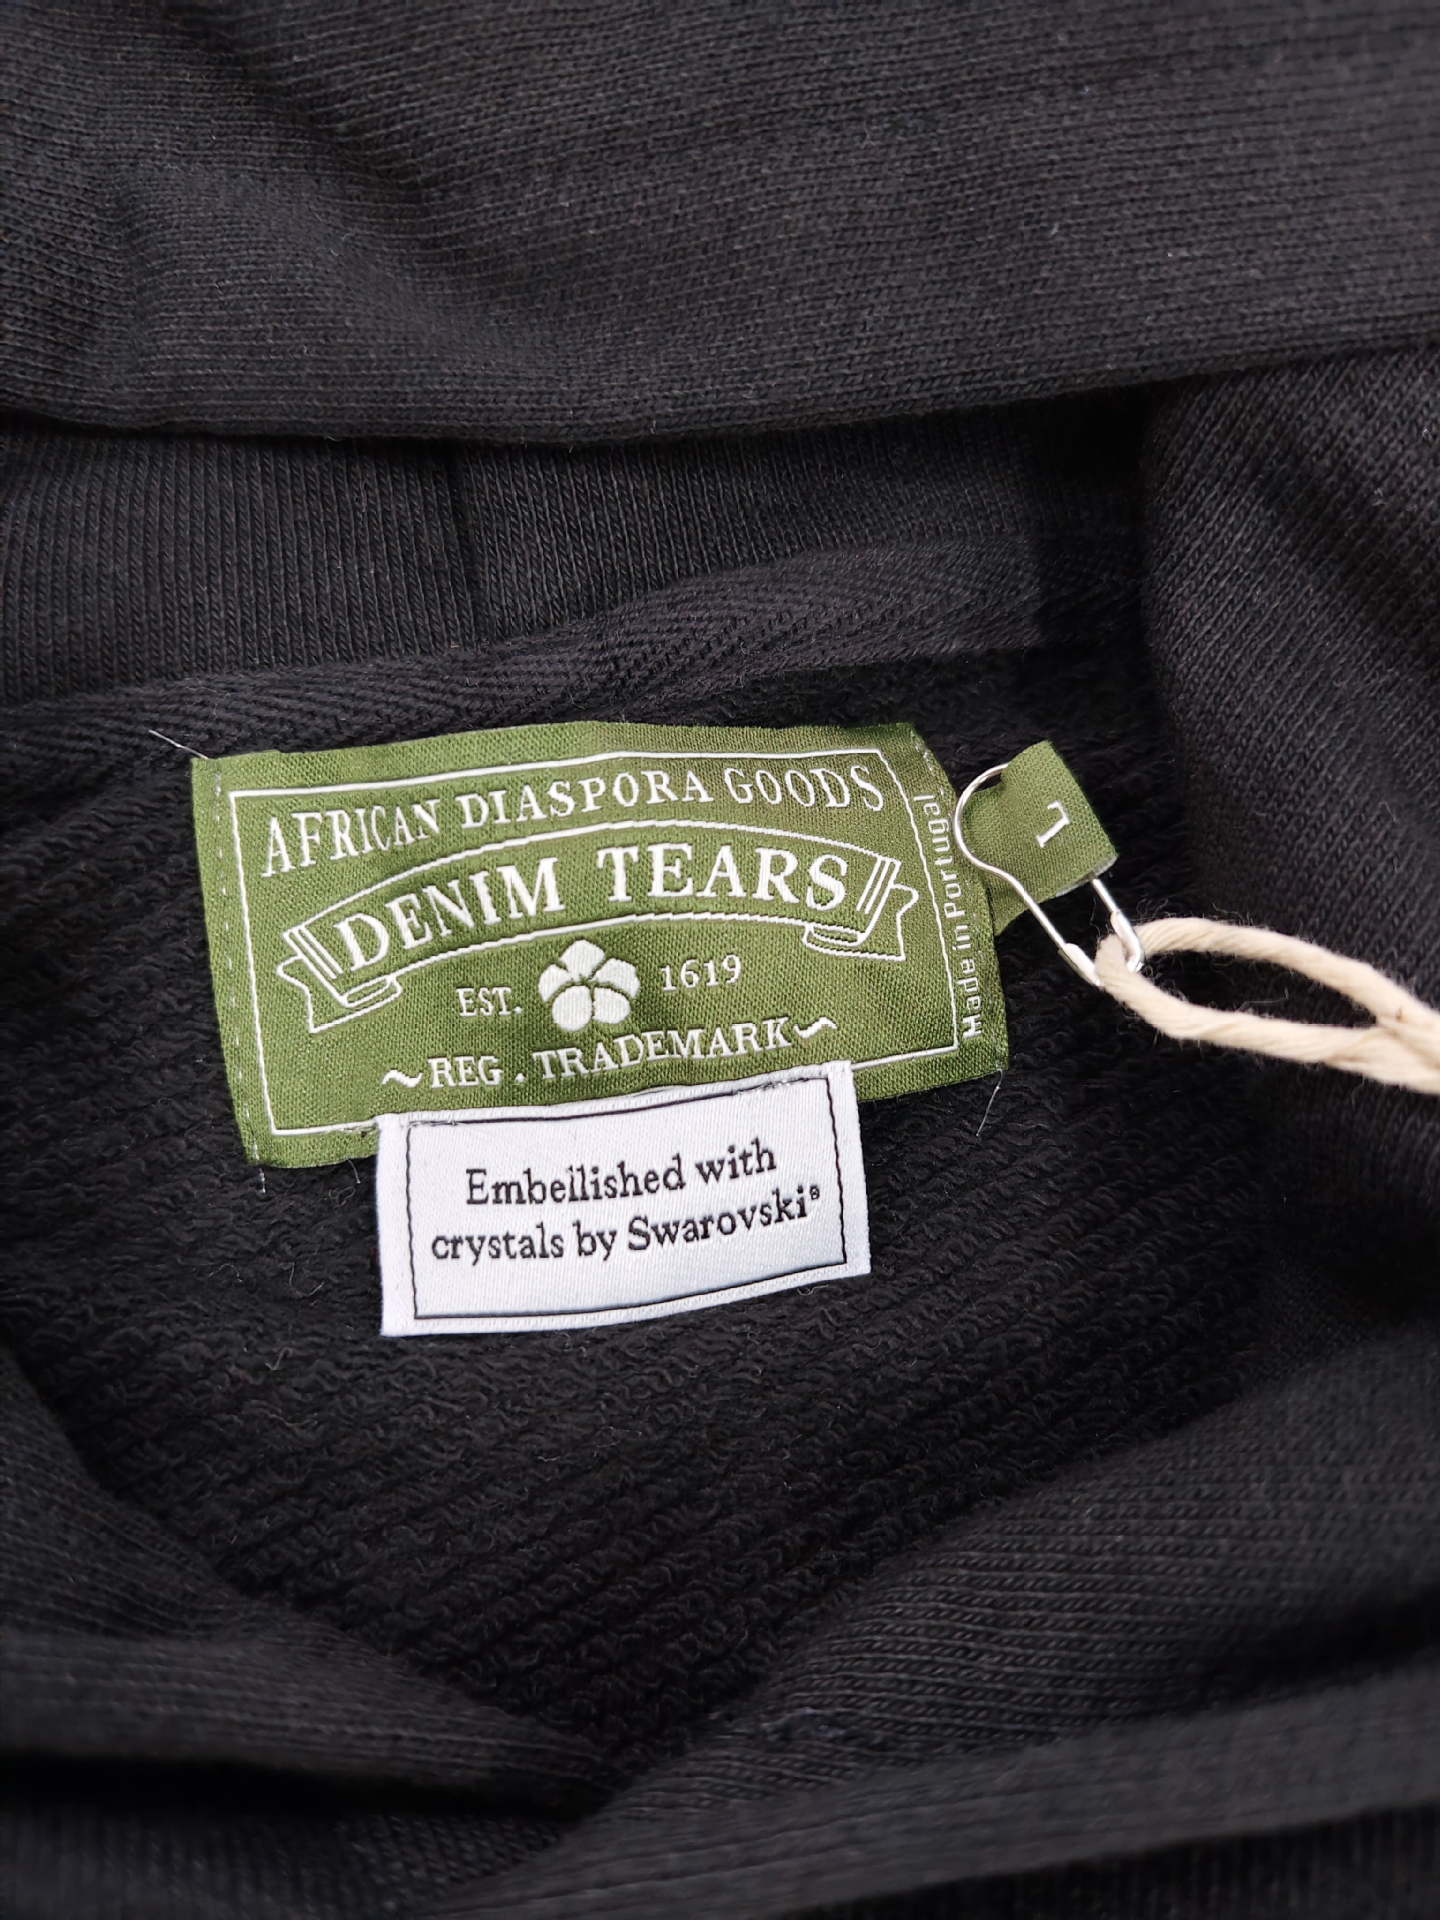 AFRICAN DIASPORA GOODS
DENIM TEARS
EST. 1619
~REG . TRADEMARK~
Made in Portugal
L
Embellished with
crystals by Swarovski®